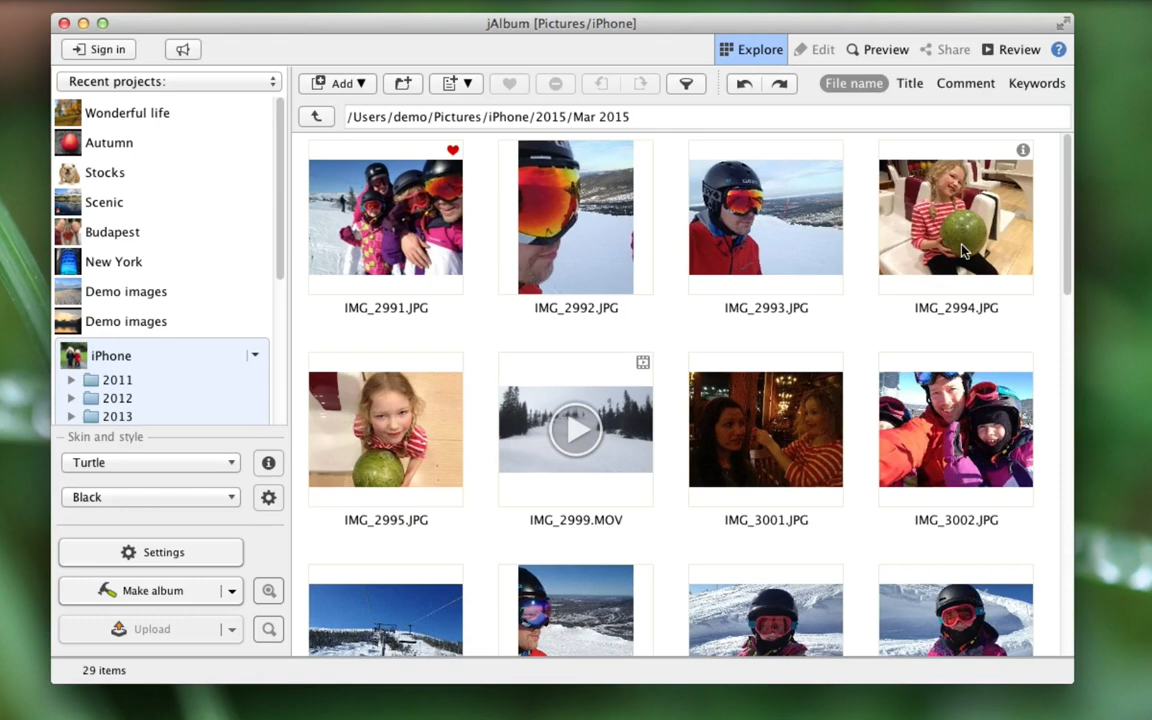 jAlbum [Pictures/iPhone]
Sign in
Explore Edit Preview Share Review ?
Recent projects:
Add
File name Title Comment Keywords
/Users/demo/Pictures/iPhone/2015/Mar 2015
Wonderful life
Autumn
Stocks
Scenic
Budapest
New York
Demo images
Demo images
iPhone
2011
2012
2013
IMG_2991.JPG IMG_2992.JPG IMG_2993.JPG IMG_2994.JPG
IMG_2995.JPG IMG_2999.MOV IMG_3001.JPG IMG_3002.JPG
Skin and style
Turtle
Black
Settings
Make album
Upload
29 items